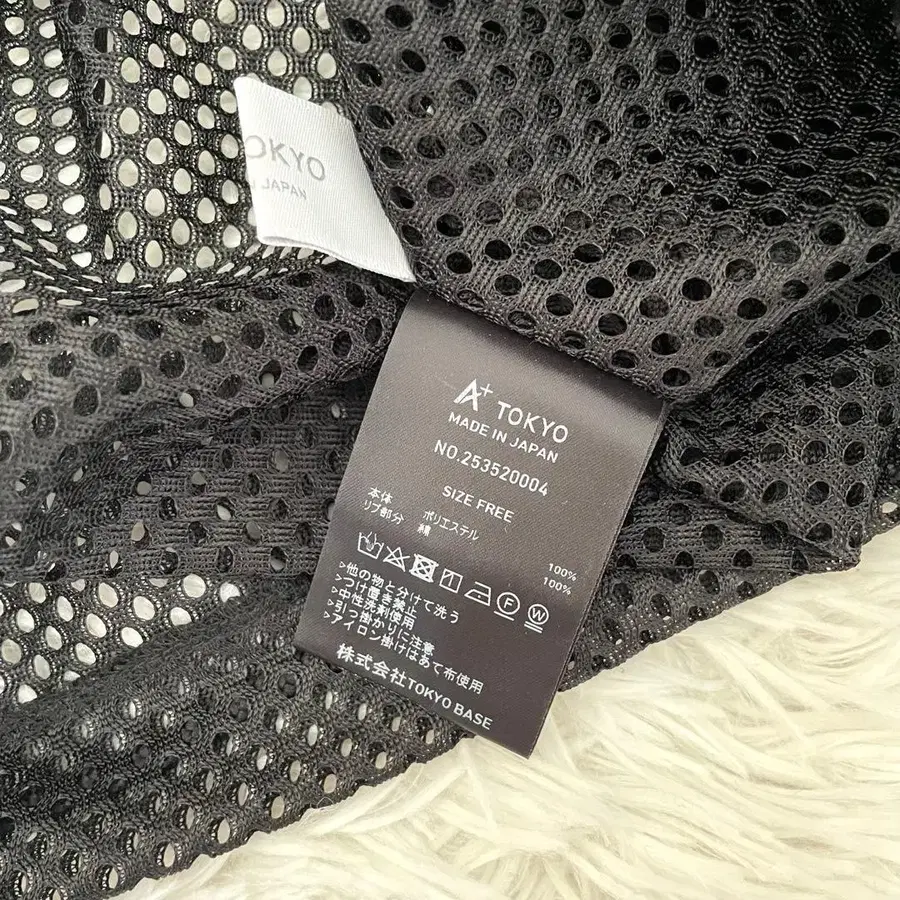 OKYO
JAPAN
A+ TOKYO
MADE IN JAPAN
NO.253520004
SIZE FREE
本体 ポリエステル 100%
リブ部分 綿 100%
▷他の物と分けて洗う
▷つけ置き禁止
▷中性洗剤使用
▷引っ掛かりに注意
▷アイロン掛けはあて布使用
株式会社TOKYO BASE